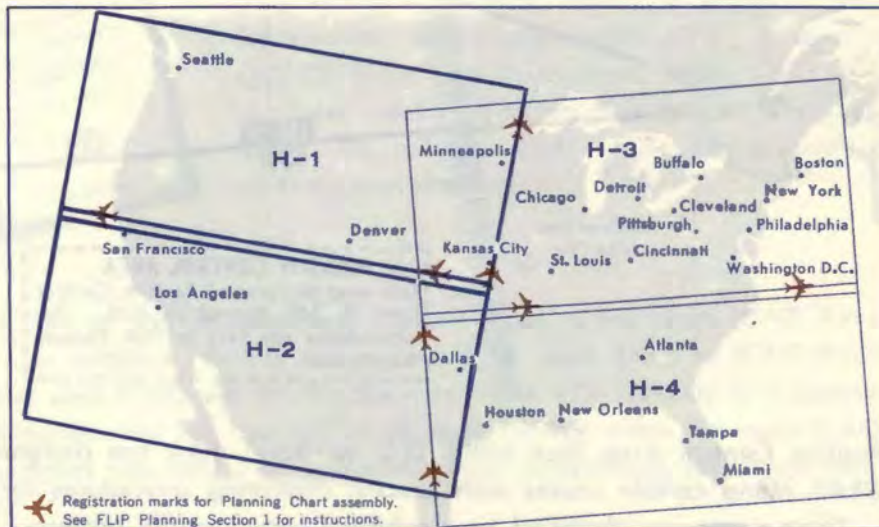 Seattle
H-1
Minneapolis
H-3
Buffalo
Boston
Chicago
Detroit
New York
Cleveland
Pittsburgh
Philadelphia
Denver
San Francisco
Kansas City
St. Louis
Cincinnati
Washington D.C.
Los Angeles
H-2
Dallas
Atlanta
H-4
Houston
New Orleans
Tampa
Miami
Registration marks for Planning Chart assembly.
See FLIP Planning Section 1 for instructions.